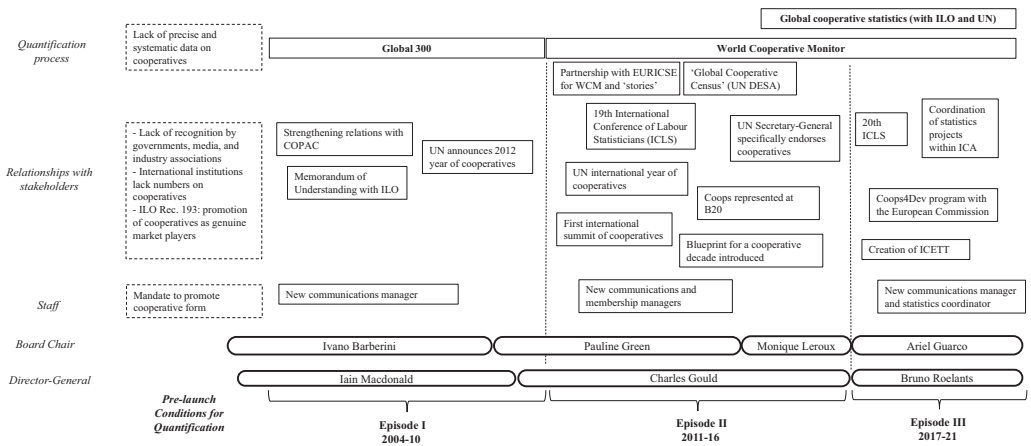 Global cooperative statistics (with ILO and UN)
Quantification
process
Lack of precise and
systematic data on
cooperatives
Global 300
World Cooperative Monitor
Partnership with EURICSE
for WCM and ‘stories’
‘Global Cooperative
Census’ (UN DESA)
Relationships with
stakeholders
- Lack of recognition by
governments, media, and
industry associations
- International institutions
lack numbers on
cooperatives
- ILO Rec. 193: promotion
of cooperatives as genuine
market players
Strengthening relations with
COPAC
Memorandum of
Understanding with ILO
UN announces 2012
year of cooperatives
19th International
Conference of Labour
Statisticians (ICLS)
UN Secretary-General
specifically endorses
cooperatives
UN international year of
cooperatives
Coops represented at
B20
First international
summit of cooperatives
Blueprint for a cooperative
decade introduced
20th
ICLS
Coordination
of statistics
projects
within ICA
Coops4Dev program with
the European Commission
Creation of ICETT
Staff
Mandate to promote
cooperative form
New communications manager
New communications and
membership managers
New communications manager
and statistics coordinator
Board Chair
Ivano Barberini
Pauline Green
Monique Leroux
Ariel Guarco
Director-General
Iain Macdonald
Charles Gould
Bruno Roelants
Pre-launch
Conditions for
Quantification
Episode I
2004-10
Episode II
2011-16
Episode III
2017-21